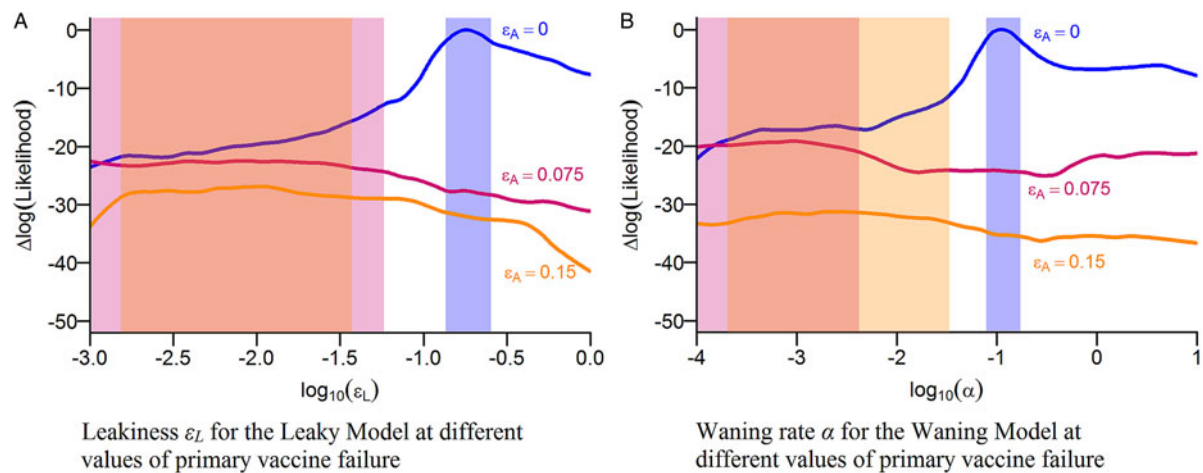 A
B
0
-10
-20
-30
-40
-50
Δlog(Likelihood)
εA = 0
εA = 0.075
εA = 0.15
-3.0 -2.5 -2.0 -1.5 -1.0 -0.5 0.0
log10(εL)
0
-10
-20
-30
-40
-50
Δlog(Likelihood)
εA = 0
εA = 0.075
εA = 0.15
-4 -3 -2 -1 0 1
log10(α)
Leakiness εL for the Leaky Model at different
values of primary vaccine failure
Waning rate α for the Waning Model at
different values of primary vaccine failure